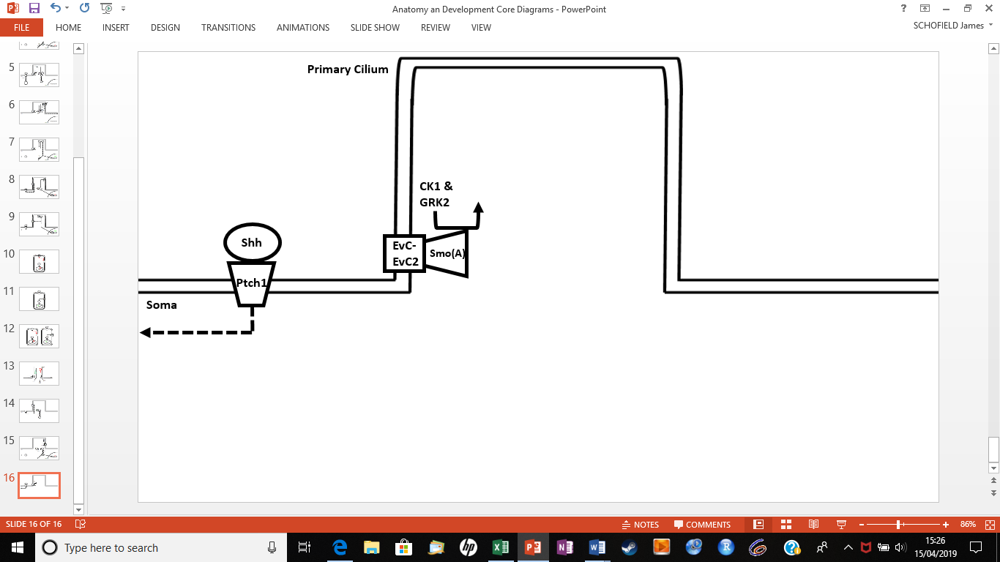 Anatomy an Development Core Diagrams - PowerPoint
?
FILE HOME INSERT DESIGN TRANSITIONS ANIMATIONS SLIDE SHOW REVIEW VIEW
SCHOFIELD James
5
6
7
8
9
10
11
12
13
14
15
16
Primary Cilium
CK1 &
GRK2
Shh
EvC-
EvC2
Smo(A)
Ptch1
Soma
SLIDE 16 OF 16
NOTES
COMMENTS
86%
Type here to search
hp
X
P
N
W
R
?
15:26
15/04/2019